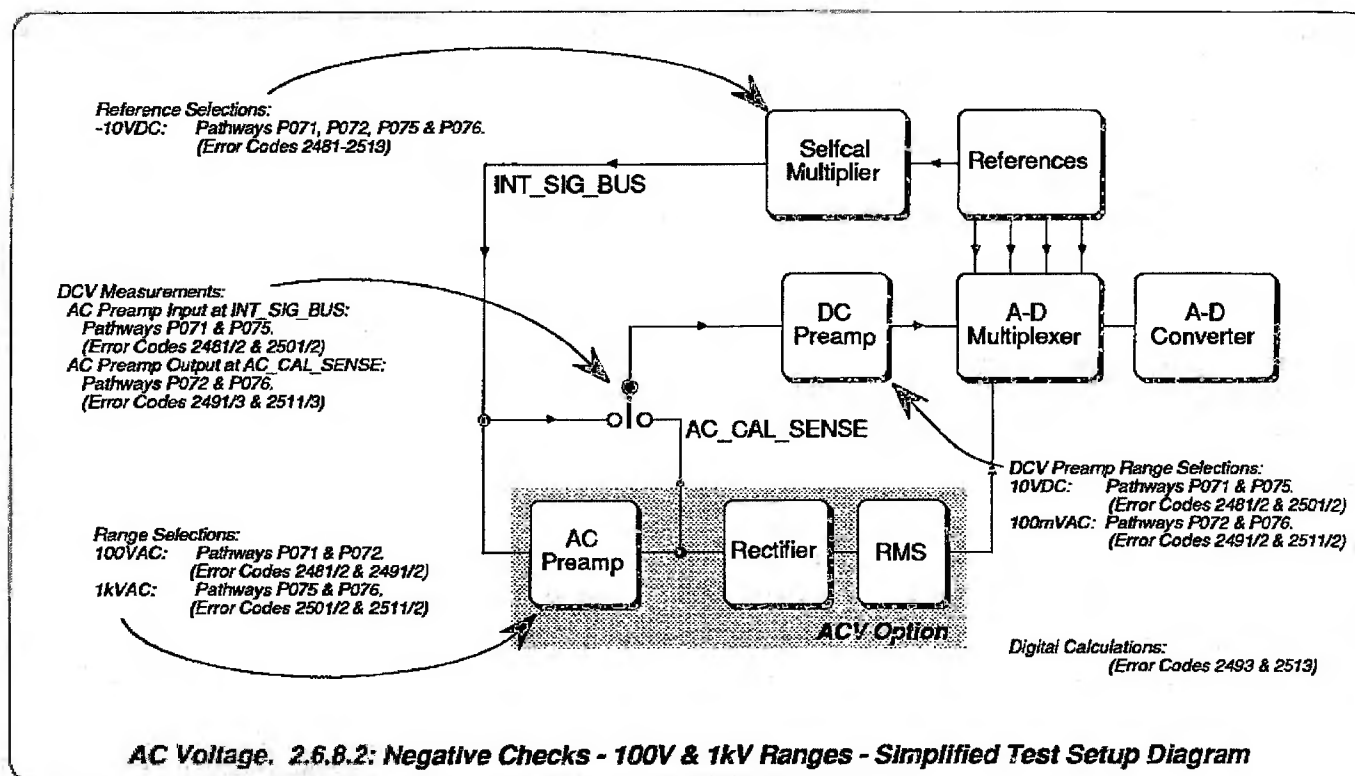 Reference Selections:
-10VDC: Pathways P071, P072, P075 & P076.
(Error Codes 2481-2513)
Selfcal
Multiplier
References
INT_SIG_BUS
DCV Measurements:
AC Preamp Input at INT_SIG_BUS:
Pathways P071 & P075.
(Error Codes 2481/2 & 2501/2)
AC Preamp Output at AC_CAL_SENSE:
Pathways P072 & P076.
(Error Codes 2491/3 & 2511/3)
DC
Preamp
A-D
Multiplexer
A-D
Converter
AC_CAL_SENSE
DCV Preamp Range Selections:
10VDC: Pathways P071 & P075.
(Error Codes 2481/2 & 2501/2)
100mVAC: Pathways P072 & P076.
(Error Codes 2491/2 & 2511/2)
Range Selections:
100VAC: Pathways P071 & P072.
(Error Codes 2481/2 & 2491/2)
1kVAC: Pathways P075 & P076.
(Error Codes 2501/2 & 2511/2)
AC
Preamp
Rectifier
RMS
ACV Option
Digital Calculations:
(Error Codes 2493 & 2513)
AC Voltage. 2.6.8.2: Negative Checks - 100V & 1kV Ranges - Simplified Test Setup Diagram